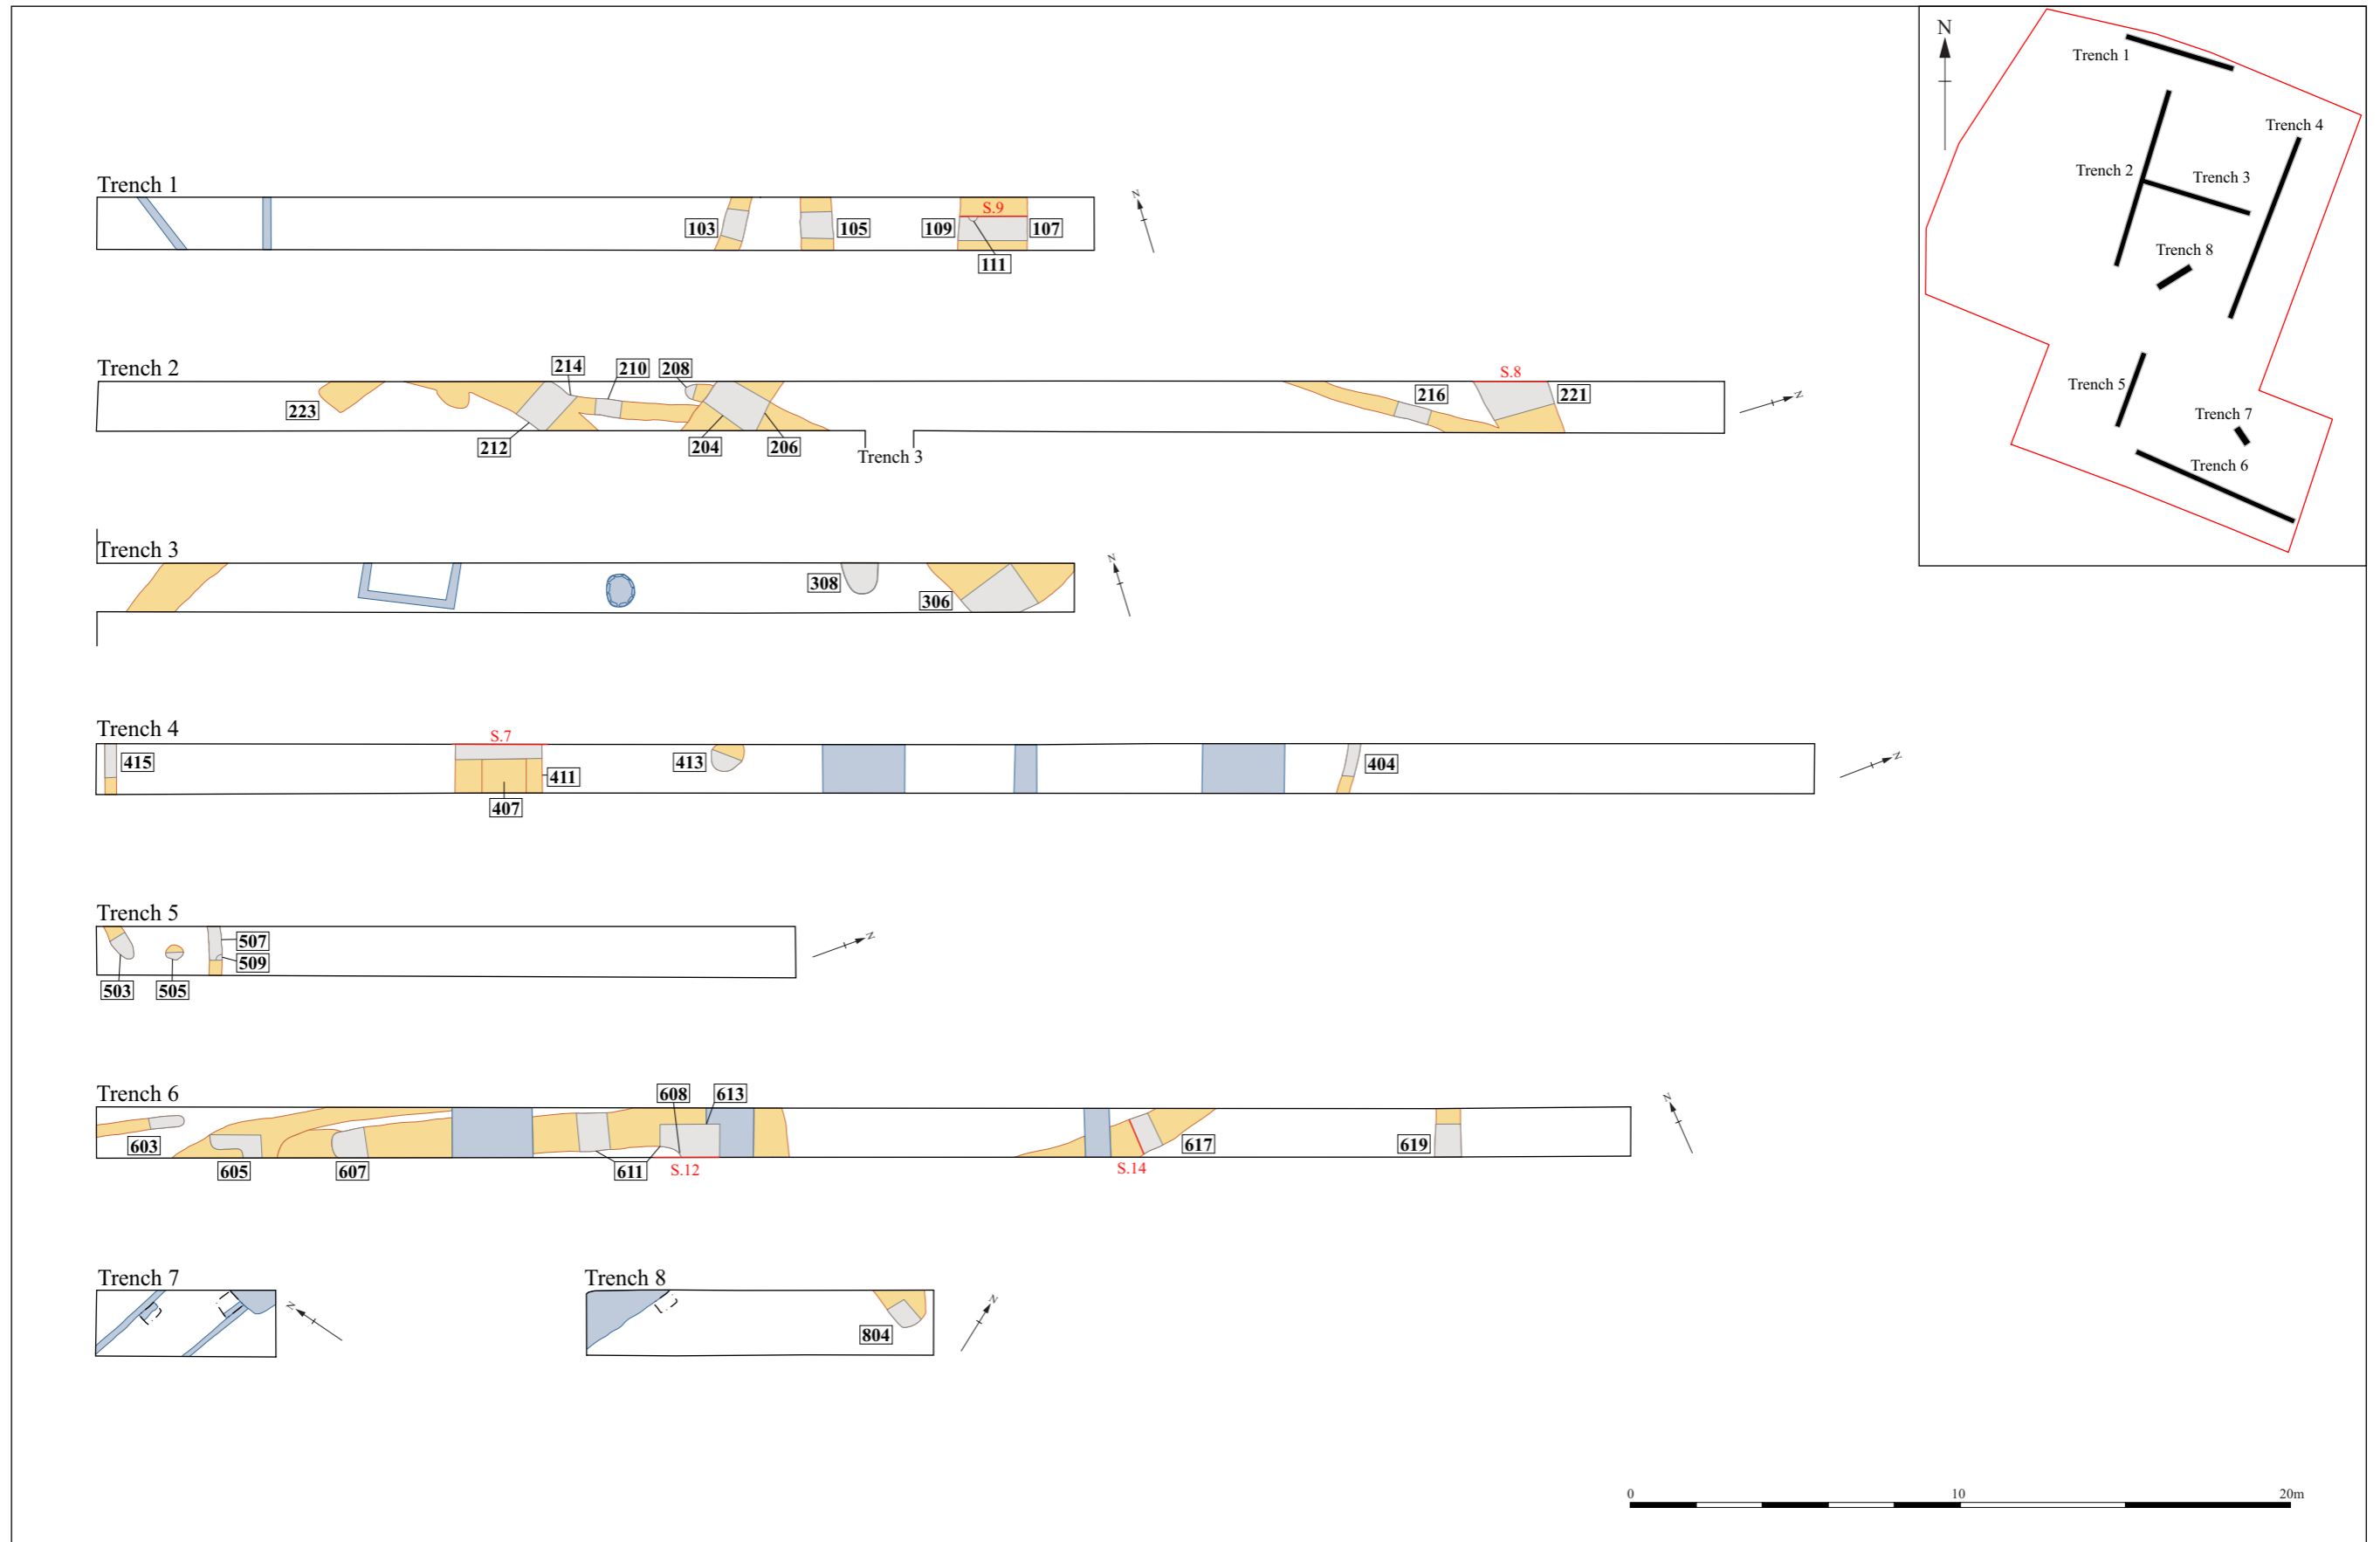 Trench 1
103
105
109
S.9
107
111
N
Trench 2
214
210
208
223
212
204
206
Trench 3
216
S.8
221
N
Trench 3
308
306
N
Trench 4
415
S.7
411
407
413
404
N
Trench 5
507
509
503
505
N
Trench 6
608
613
603
605
607
611
S.12
S.14
617
619
N
Trench 7
N
Trench 8
804
N
N
Trench 1
Trench 4
Trench 2
Trench 3
Trench 8
Trench 5
Trench 7
Trench 6
0
10
20m